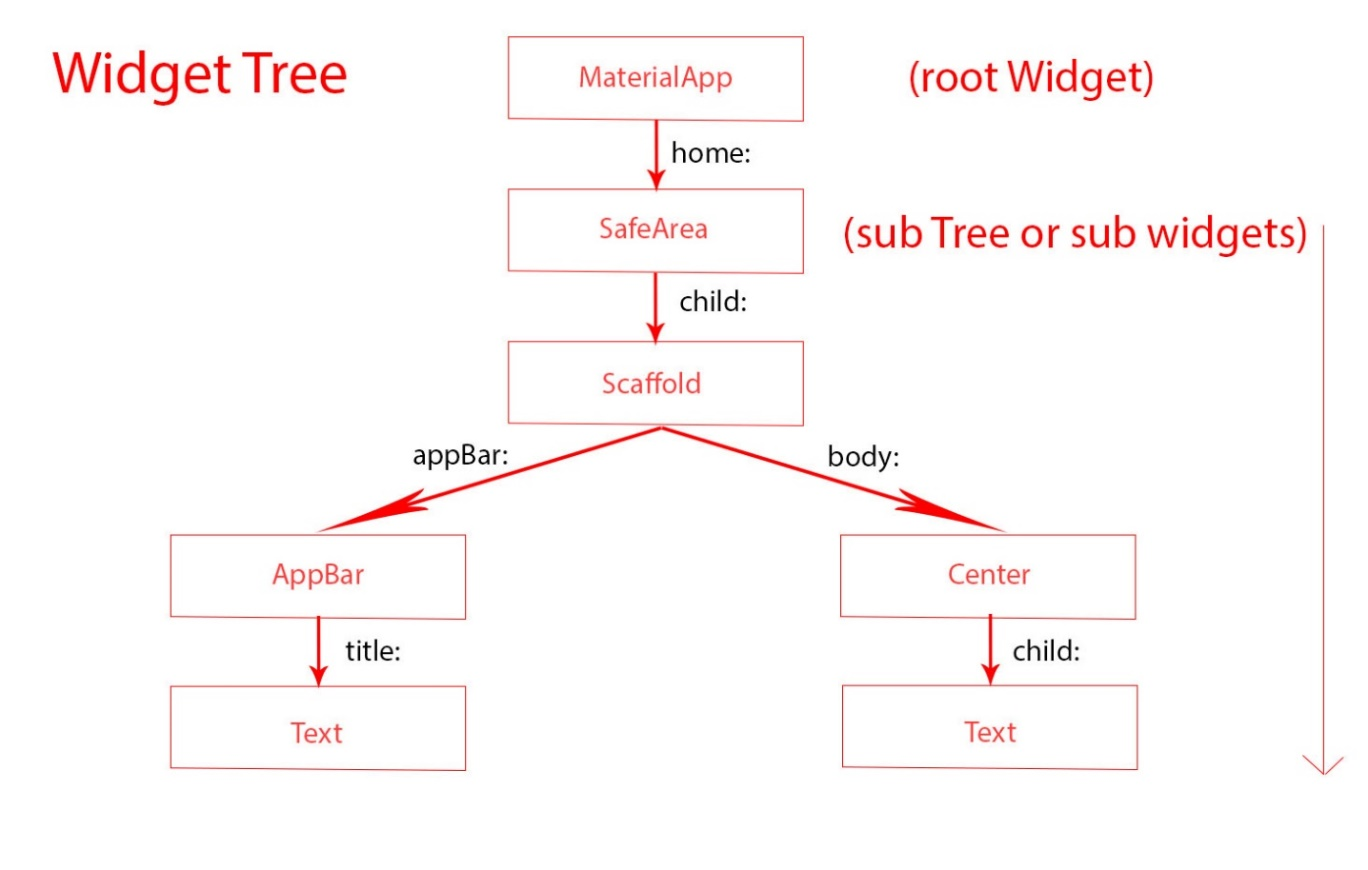 Widget Tree
MaterialApp
(root Widget)
home:
SafeArea
(sub Tree or sub widgets)
child:
Scaffold
appBar:
body:
AppBar
Center
title:
child:
Text
Text